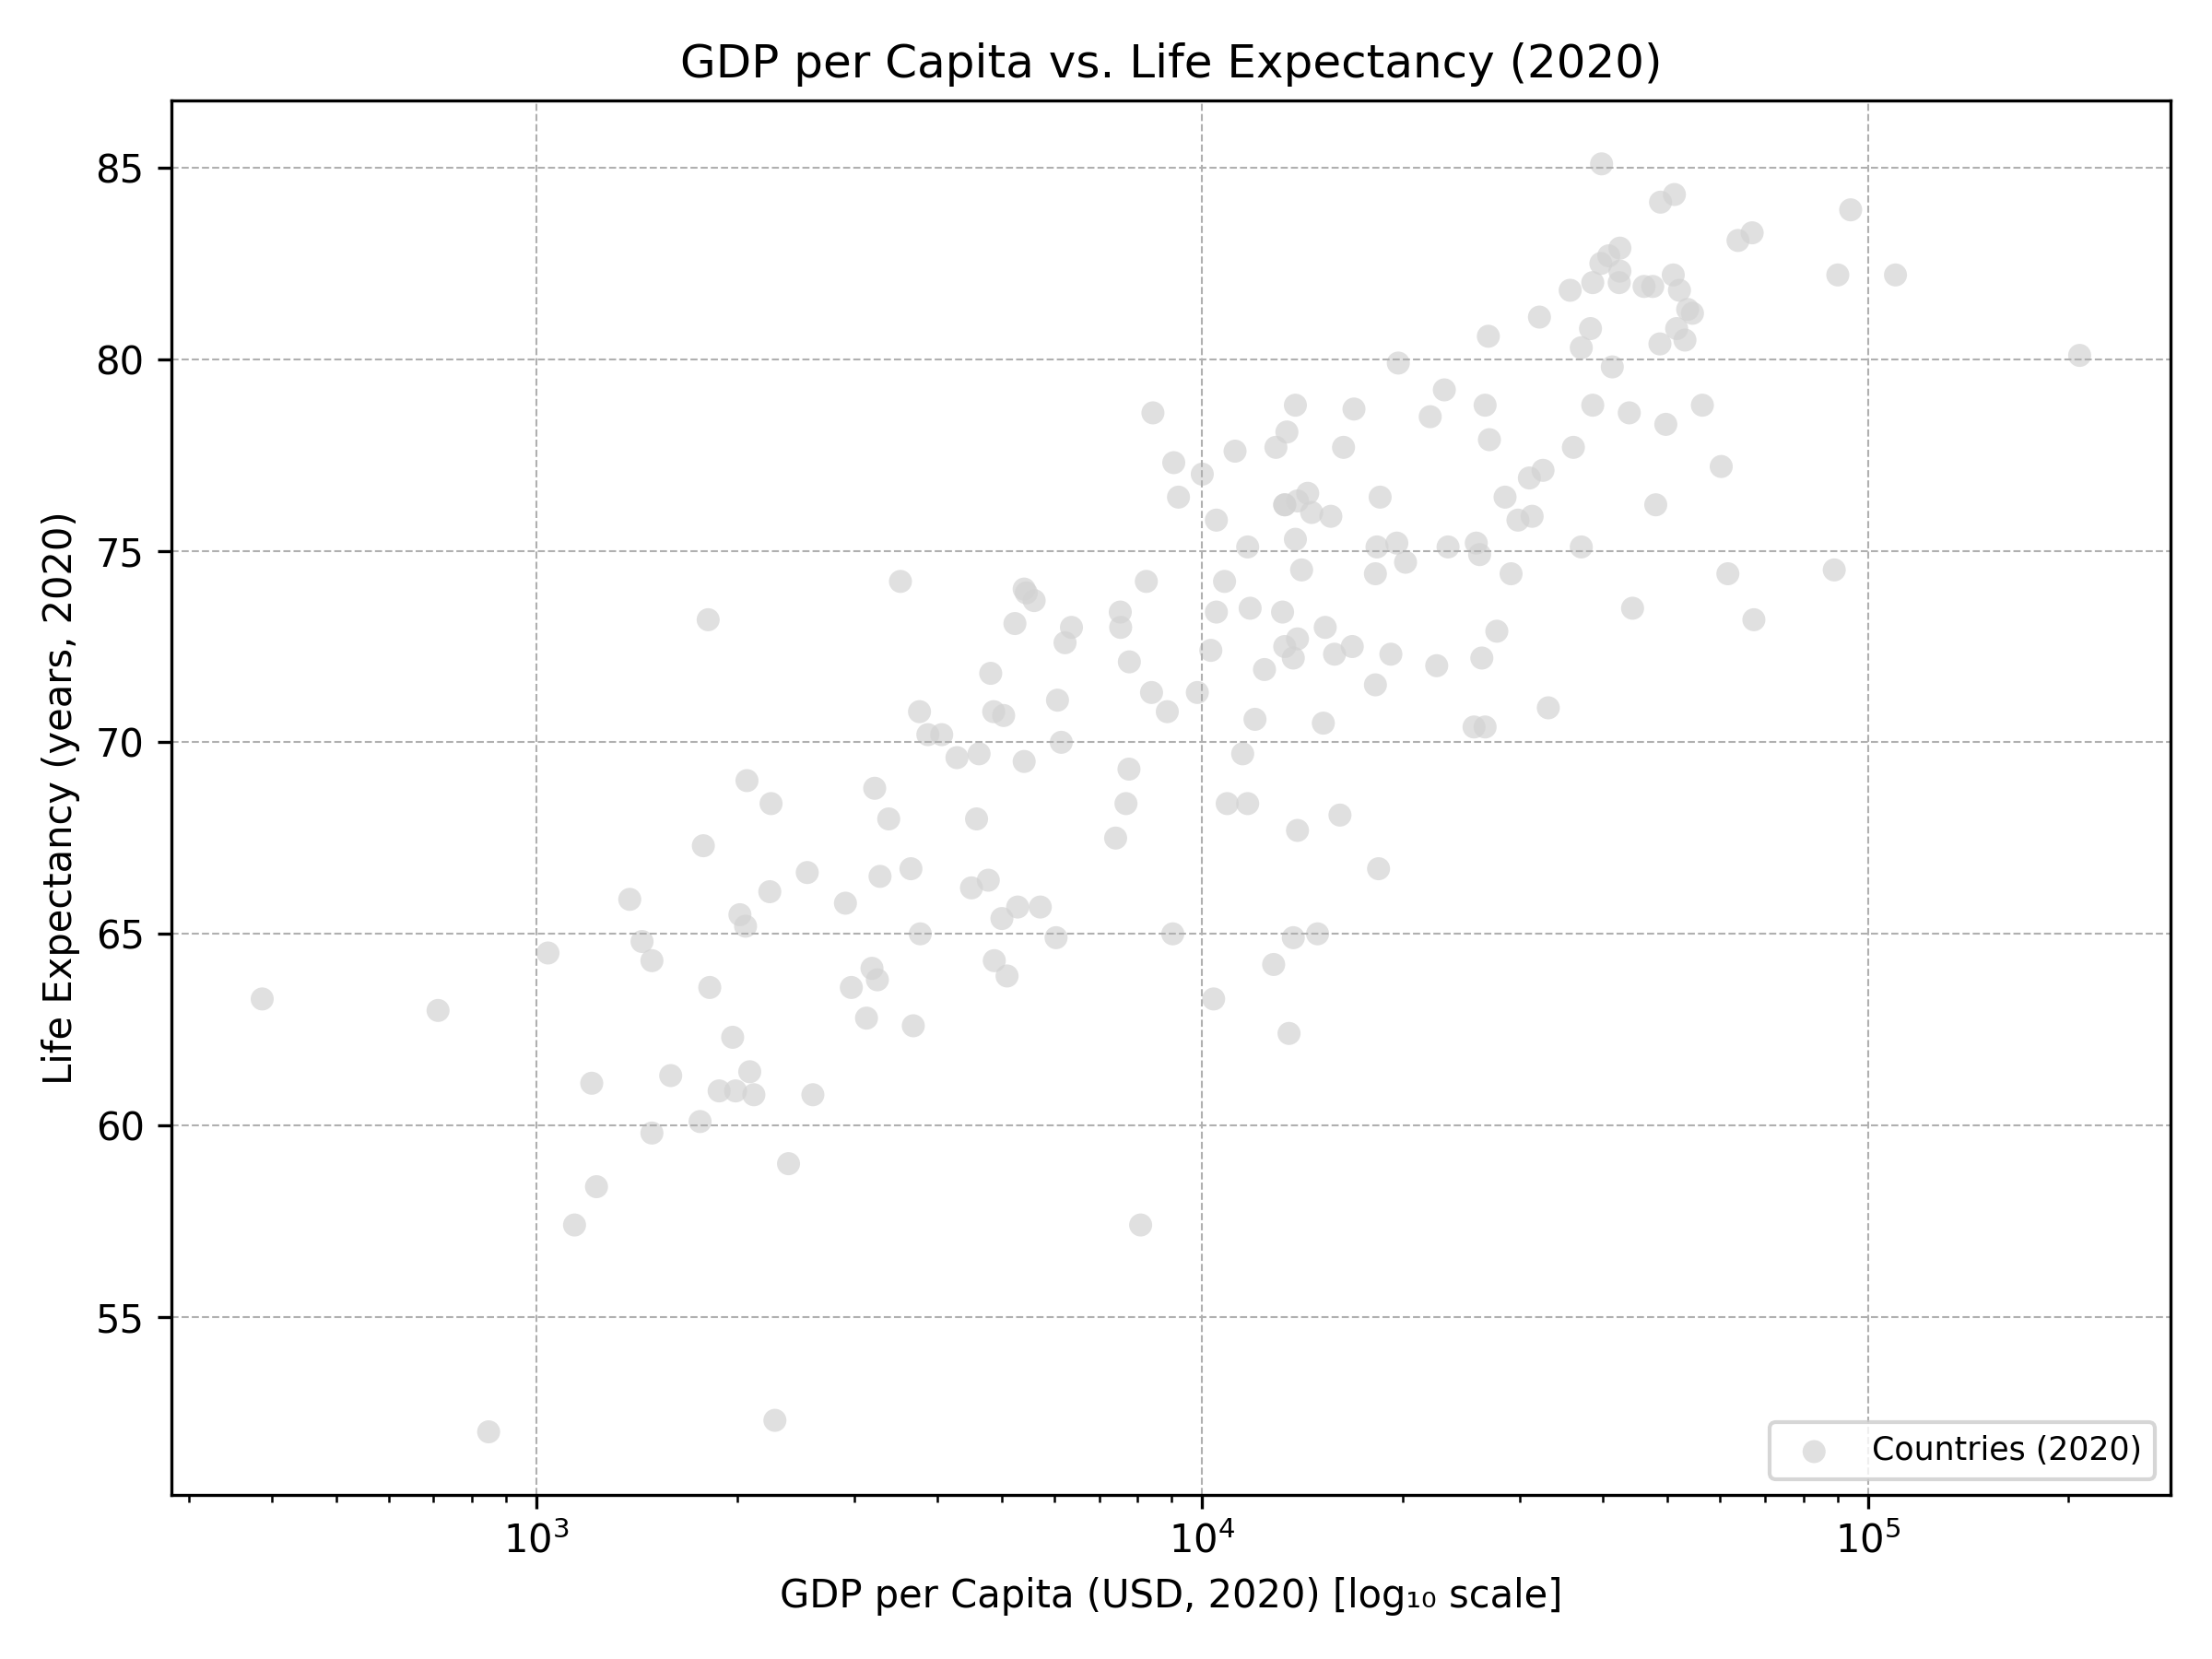 GDP per Capita vs. Life Expectancy (2020)
Life Expectancy (years, 2020)
85
80
75
70
65
60
55
Countries (2020)
10³
10⁴
10⁵
GDP per Capita (USD, 2020) [log₁₀ scale]